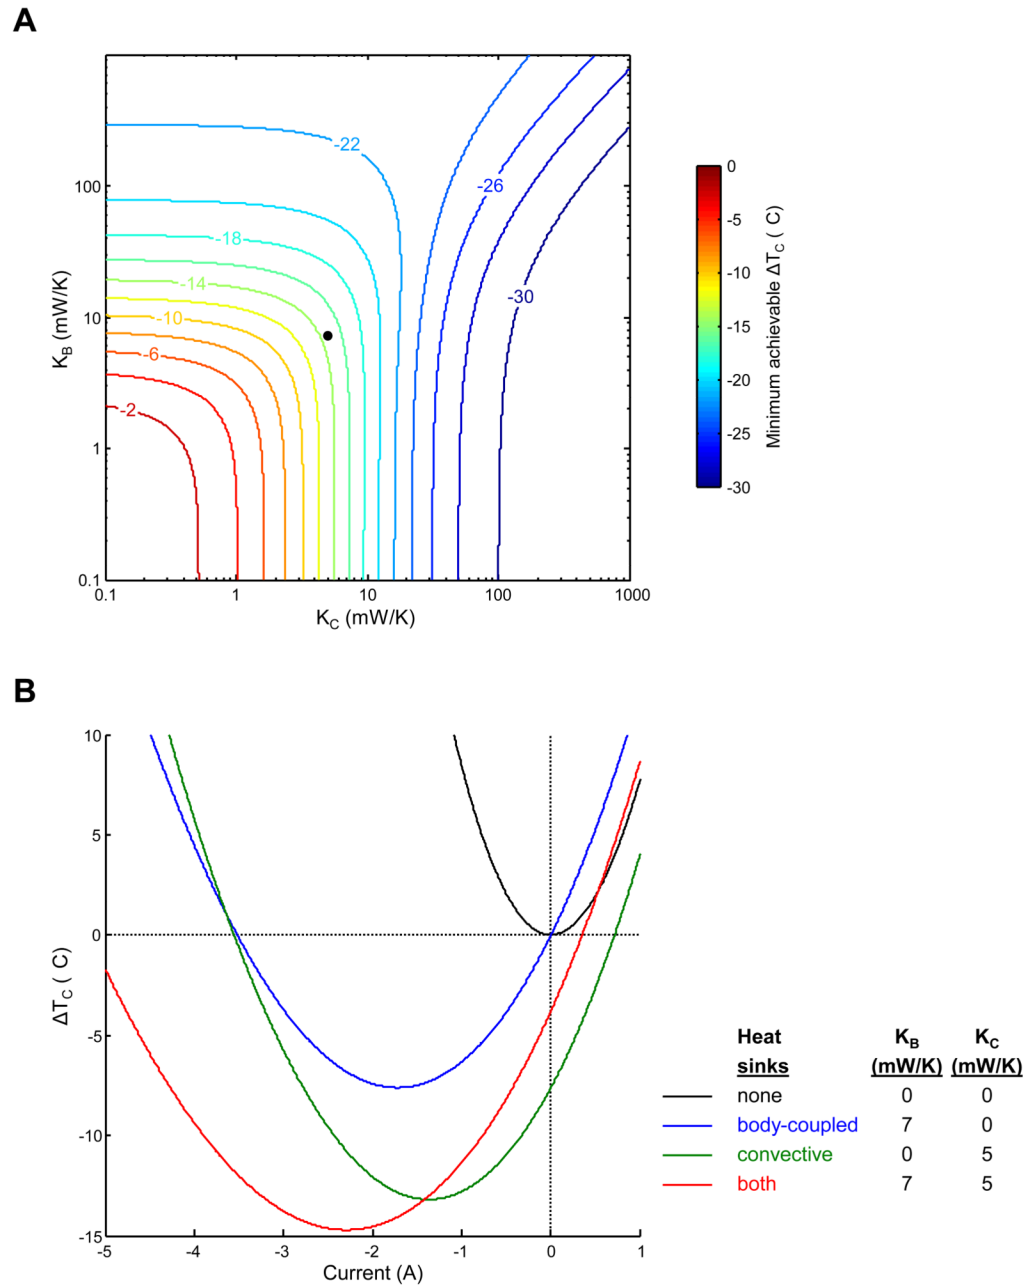 A
-22
-26
-18
-14
-30
-10
-6
-2
100
10
1
0.1
0.1
1
10
100
1000
K_B (mW/K)
K_C (mW/K)
0
-5
-10
-15
-20
-25
-30
Minimum achievable ΔT_C ( C)
B
10
5
0
-5
-10
-15
-5
-4
-3
-2
-1
0
1
ΔT_C ( C)
Current (A)
Heat K_B K_C
sinks (mW/K) (mW/K)
none 0 0
body-coupled 7 0
convective 0 5
both 7 5